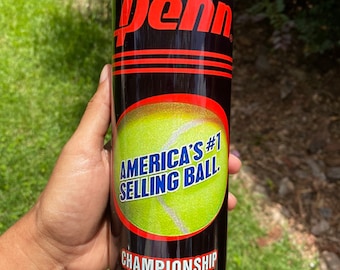 Penn
AMERICA'S #1
SELLING BALL.
CHAMPIONSHIP